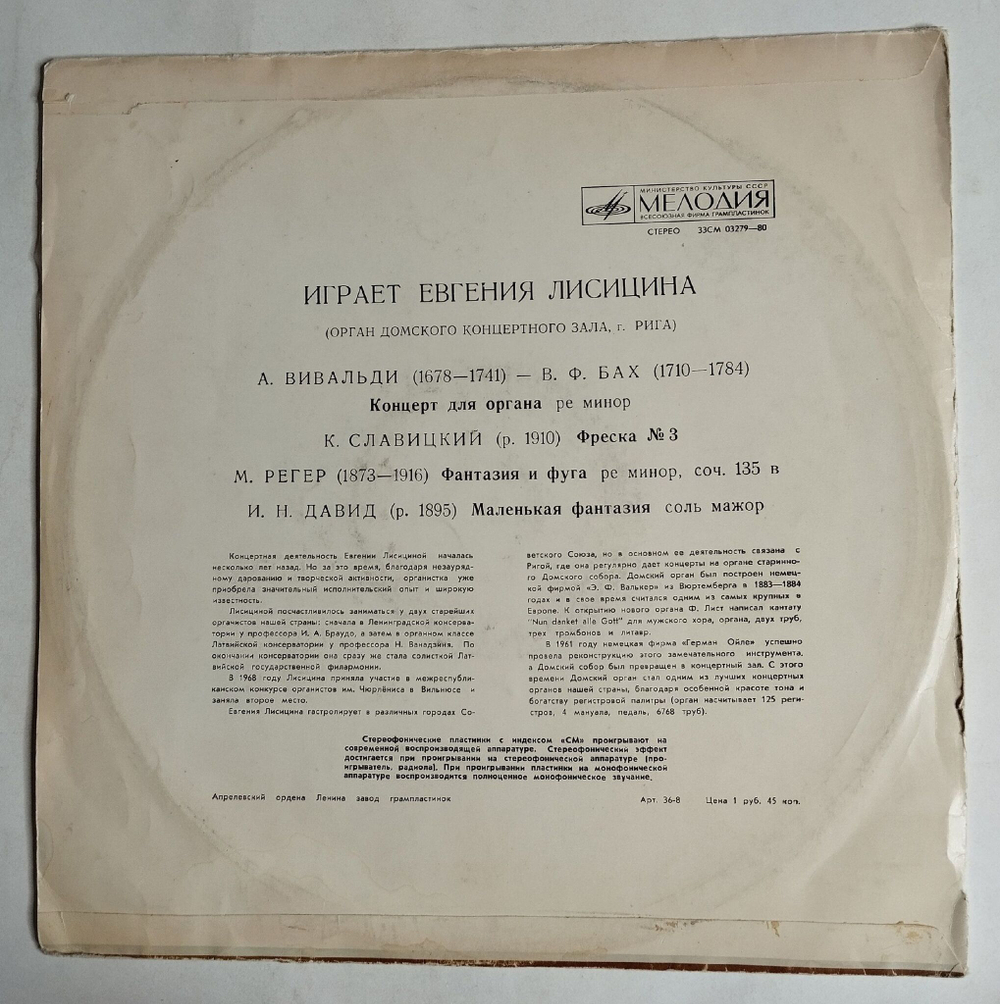 МИНИСТЕРСТВО КУЛЬТУРЫ СССР
МЕЛОДИЯ
ВСЕСОЮЗНАЯ ФИРМА ГРАМПЛАСТИНОК
СТЕРЕО 33СМ 03279—80
ИГРАЕТ ЕВГЕНИЯ ЛИСИЦИНА
(ОРГАН ДОМСКОГО КОНЦЕРТНОГО ЗАЛА, г. РИГА)
А. ВИВАЛЬДИ (1678—1741) — В. Ф. БАХ (1710—1784)
Концерт для органа ре минор
К. СЛАВИЦКИЙ (р. 1910) Фреска № 3
М. РЕГЕР (1873—1916) Фантазия и фуга ре минор, соч. 135 в
И. Н. ДАВИД (р. 1895) Маленькая фантазия соль мажор
Концертная деятельность Евгении Лисициной началась
несколько лет назад. Но за это время, благодаря незауряд-
ному дарованию и творческой активности, органистка уже
приобрела значительный исполнительский опыт и широкую
известность.
Лисициной посчастливилось заниматься у двух старейших
органистов нашей страны: сначала в Ленинградской консерва-
тории у профессора И. А. Браудо, а затем в органном классе
Латвийской консерватории у профессора Н. Ванадзиня. По
окончании консерватории она сразу же стала солисткой Лат-
вийской государственной филармонии.
В 1968 году Лисицина приняла участие в межреспубли-
канском конкурсе органистов им. Чюрлёниса в Вильнюсе и
заняла второе место.
Евгения Лисицина гастролирует в различных городах Со-
ветского Союза, но в основном ее деятельность связана с
Ригой, где она регулярно дает концерты на органе старинно-
го Домского собора. Домский орган был построен немец-
кой фирмой «Э. Ф. Валькер» из Вюртемберга в 1883—1884
годах и в свое время считался одним из самых крупных в
Европе. К открытию нового органа Ф. Лист написал кантату
"Nun danket alle Gott" для мужского хора, органа, двух труб,
трех тромбонов и литавр.
В 1961 году немецкая фирма «Герман Ойле» успешно
провела реконструкцию этого замечательного инструмента,
а Домский собор был превращен в концертный зал. С этого
времени Домский орган стал одним из лучших концертных
органов нашей страны, благодаря особенной красоте тона и
богатству регистровой палитры (орган насчитывает 125 реги-
стров, 4 мануала, педаль, 6768 труб).
Стереофонические пластинки с индексом «СМ» проигрывают на
современной воспроизводящей аппаратуре. Стереофонический эффект
достигается при проигрывании на стереофонической аппаратуре (про-
игрыватель, радиола). При проигрывании пластинки на монофонической
аппаратуре воспроизводится полноценное монофоническое звучание.
Апрелевский ордена Ленина завод грампластинок
Арт. 36-8 Цена 1 руб. 45 коп.